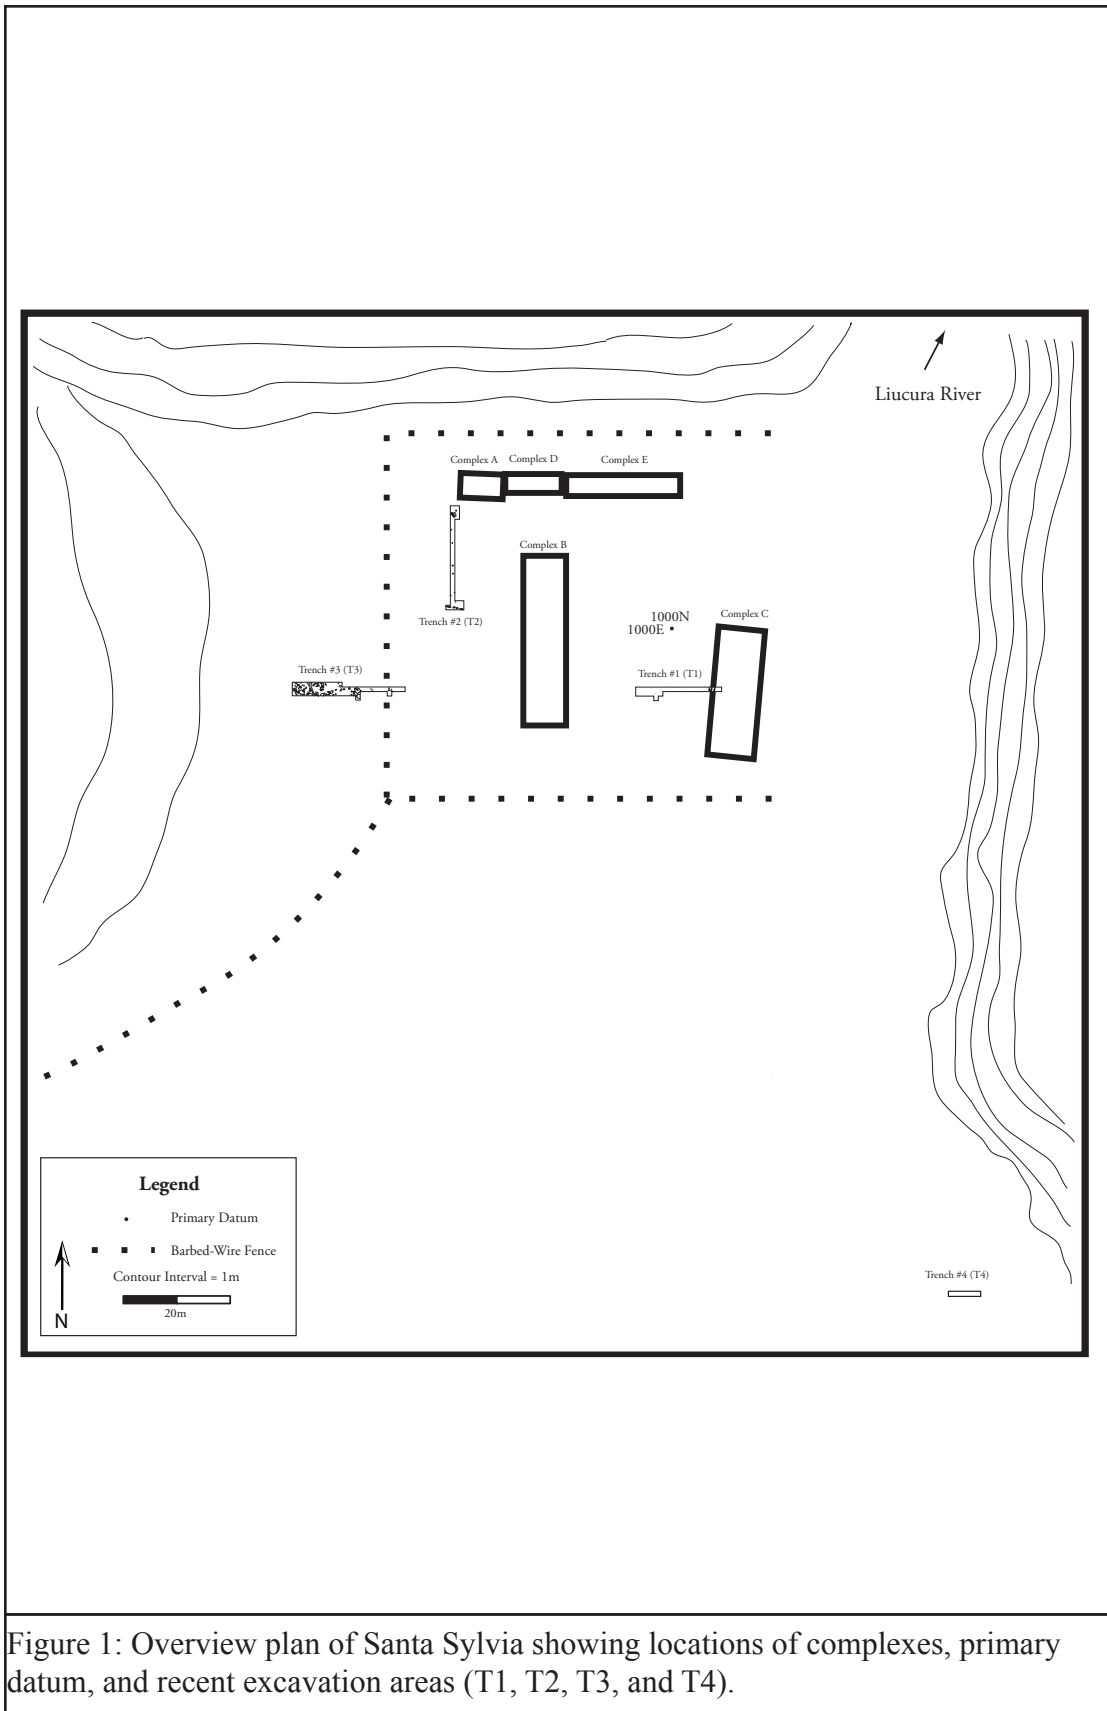 Liucura River
Complex A
Complex D
Complex E
Complex B
Trench #2 (T2)
1000N
1000E
Complex C
Trench #3 (T3)
Trench #1 (T1)
Legend
Primary Datum
Barbed-Wire Fence
Contour Interval = 1m
20m
N
Trench #4 (T4)
Figure 1: Overview plan of Santa Sylvia showing locations of complexes, primary
datum, and recent excavation areas (T1, T2, T3, and T4).